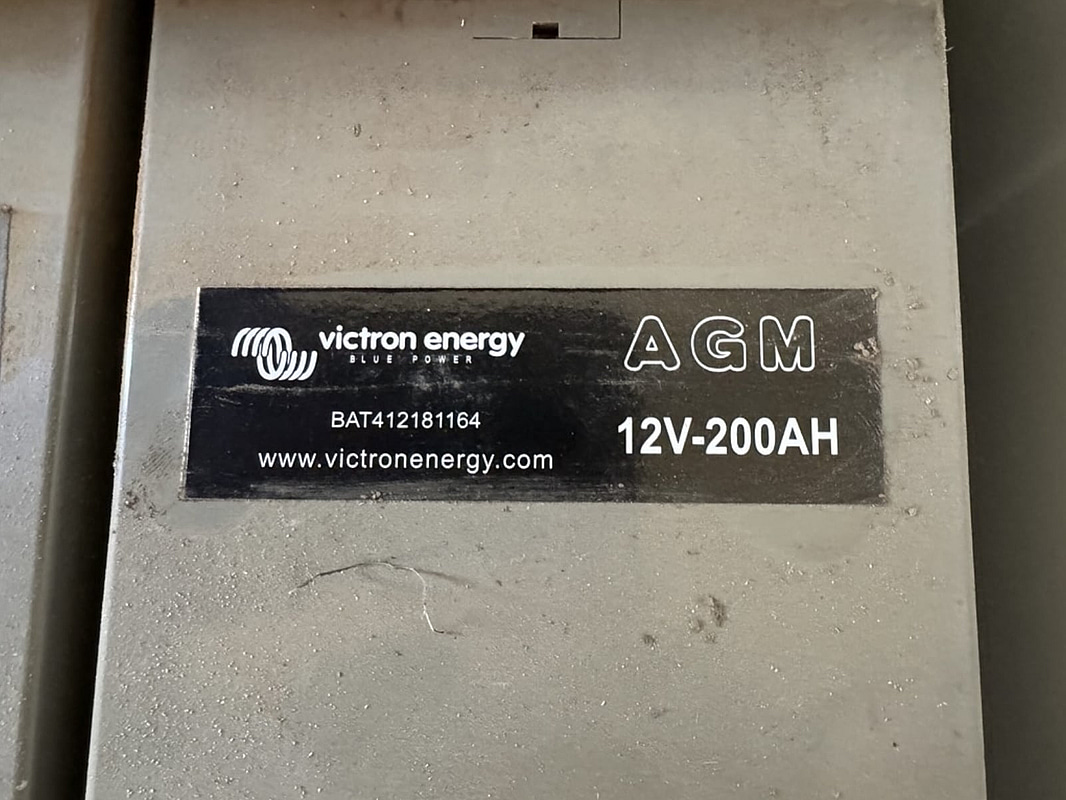 victron energy
BLUE POWER
BAT412181164
www.victronenergy.com
AGM
12V-200AH